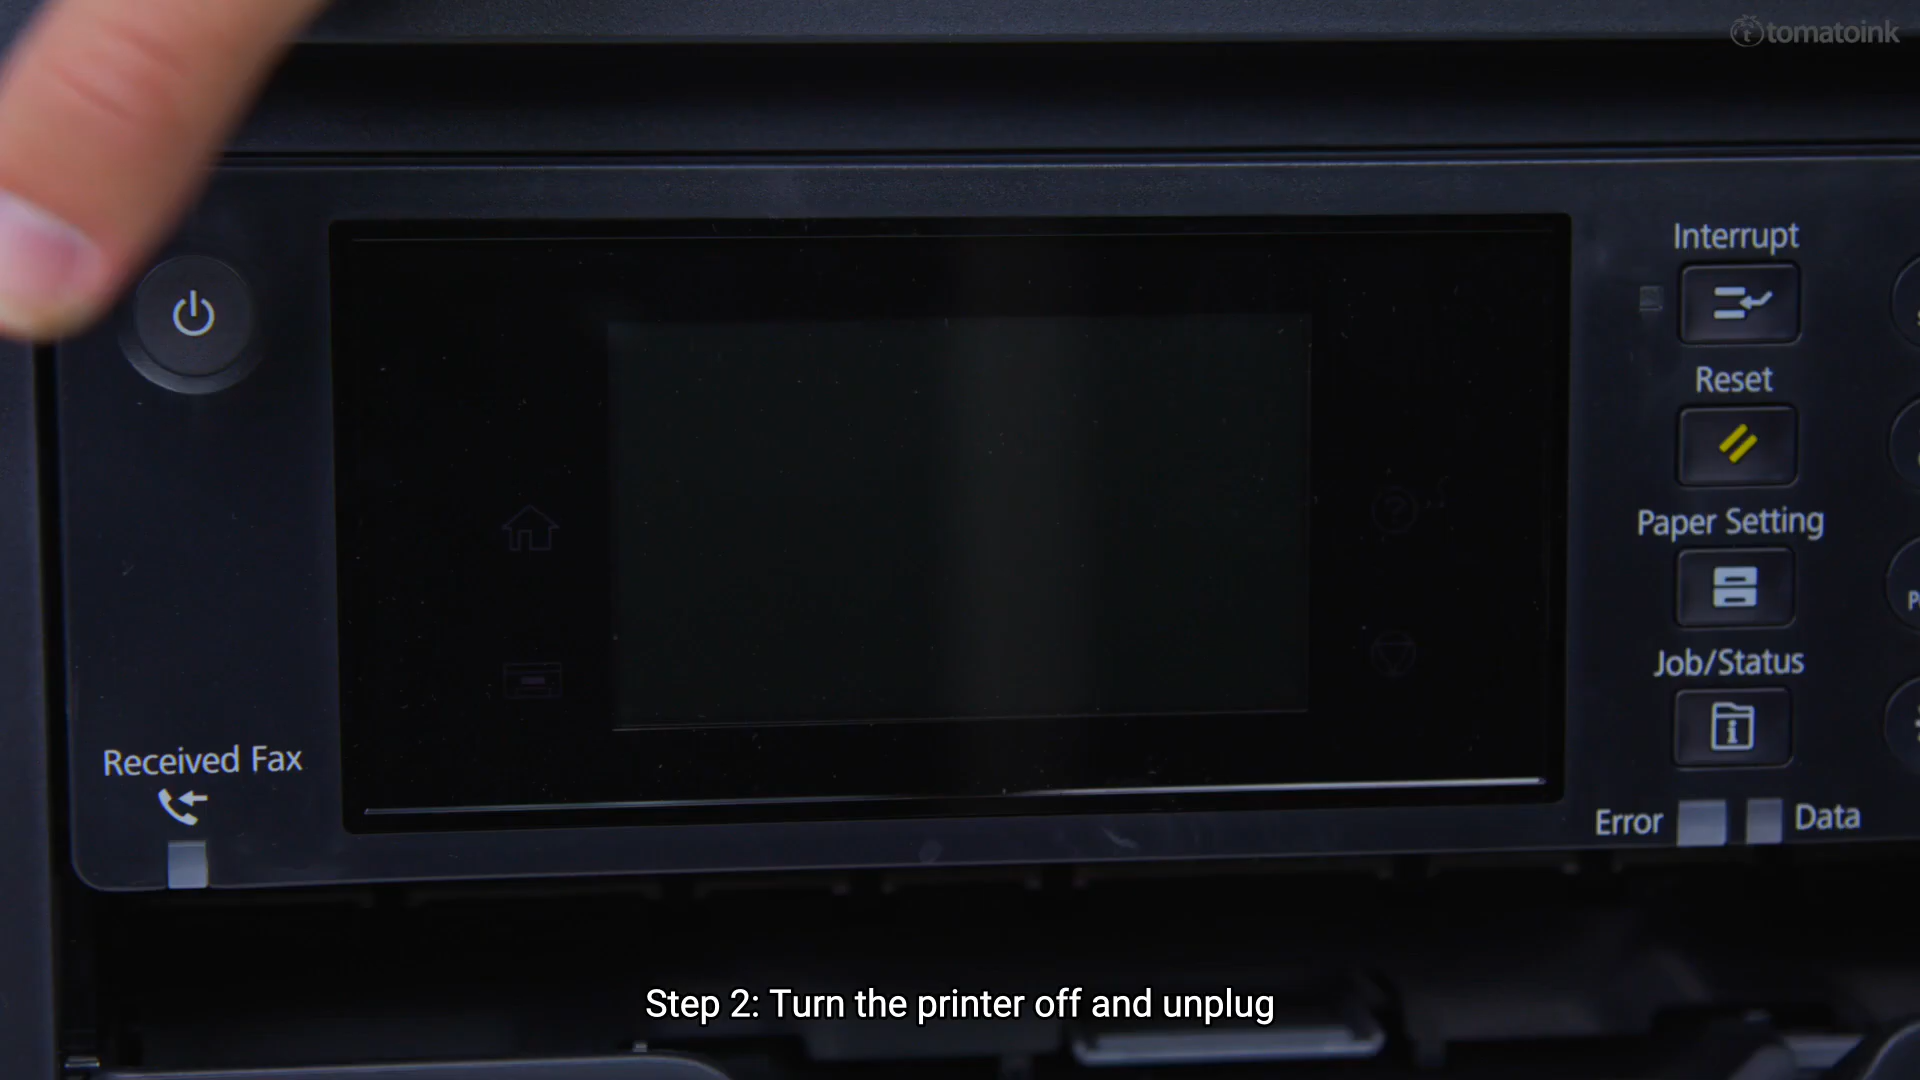 tomatoink
Interrupt
Reset
Paper Setting
Job/Status
Received Fax
Error
Data
Step 2: Turn the printer off and unplug